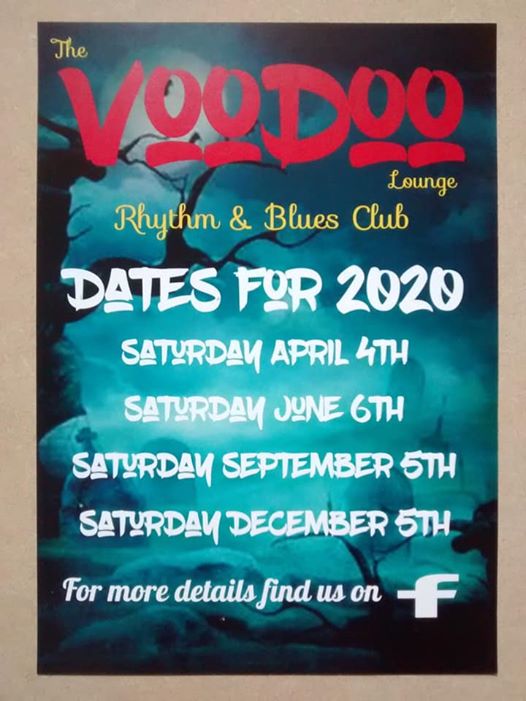 The
VOODOO
Lounge
Rhythm & Blues Club
DATES FOR 2020
SATURDAY APRIL 4TH
SATURDAY JUNE 6TH
SATURDAY SEPTEMBER 5TH
SATURDAY DECEMBER 5TH
For more details find us on f